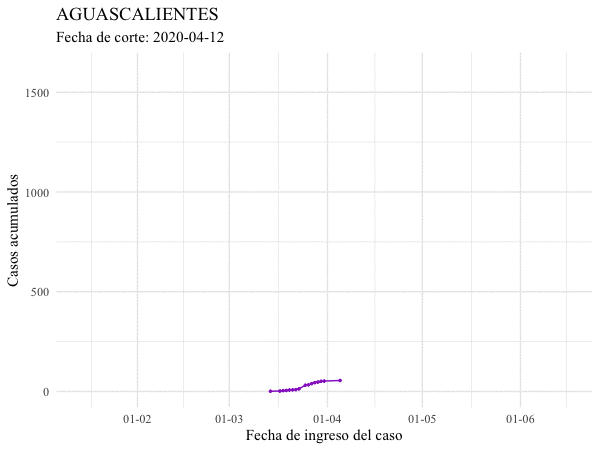 AGUASCALIENTES
Fecha de corte: 2020-04-12
Casos acumulados
1500
1000
500
0
01-02 01-03 01-04 01-05 01-06
Fecha de ingreso del caso